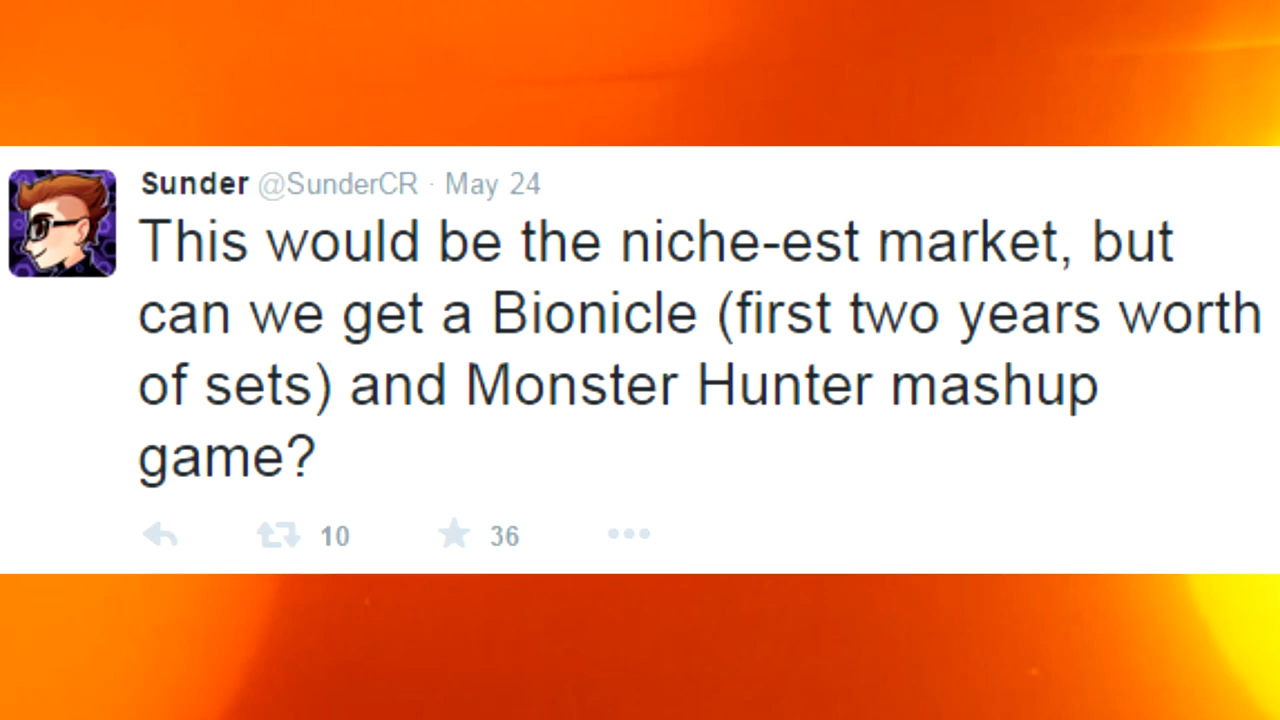 Sunder @SunderCR · May 24
This would be the niche-est market, but
can we get a Bionicle (first two years worth
of sets) and Monster Hunter mashup
game?
10 36